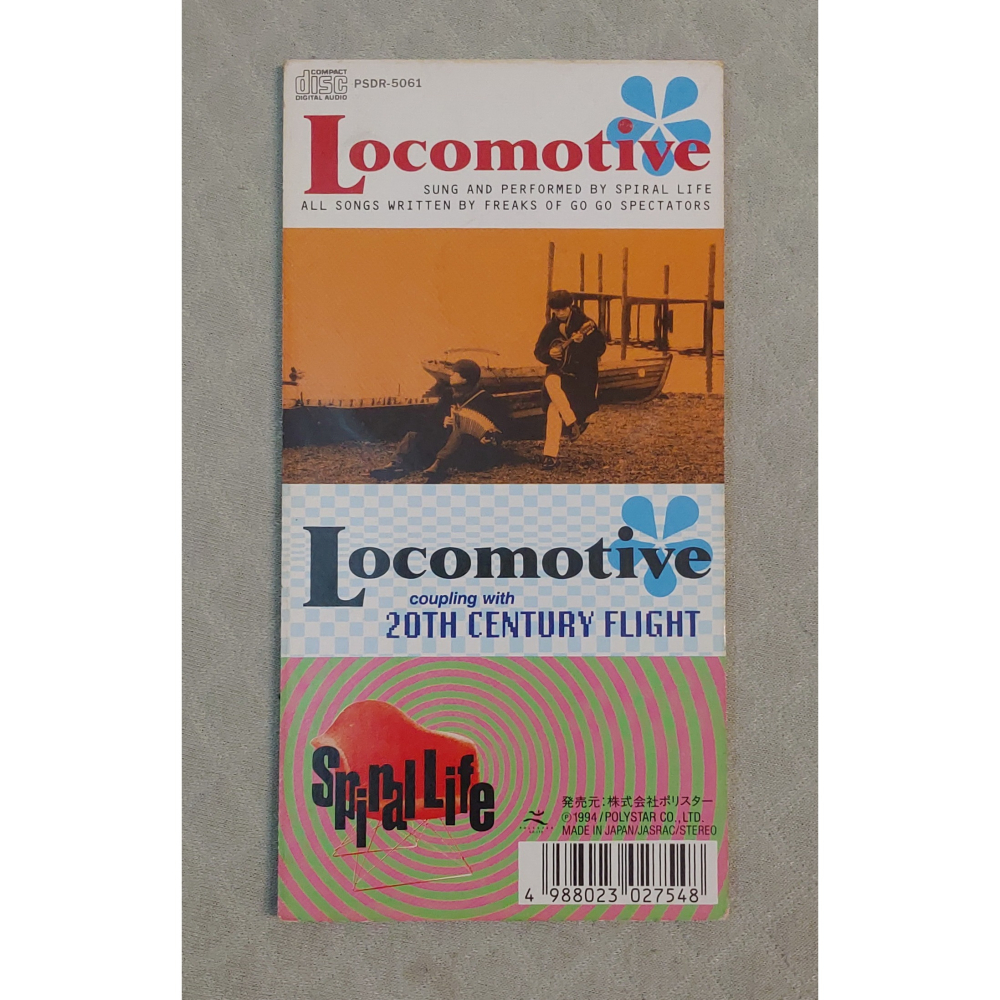 COMPACT
disc
DIGITAL AUDIO
PSDR-5061
Locomotive
SUNG AND PERFORMED BY SPIRAL LIFE
ALL SONGS WRITTEN BY FREAKS OF GO GO SPECTATORS
Locomotive
coupling with
20TH CENTURY FLIGHT
Spiral Life
発売元:株式会社ポリスター
Ⓟ1994/POLYSTAR CO.,LTD.
MADE IN JAPAN/JASRAC/STEREO
4 988023 027548